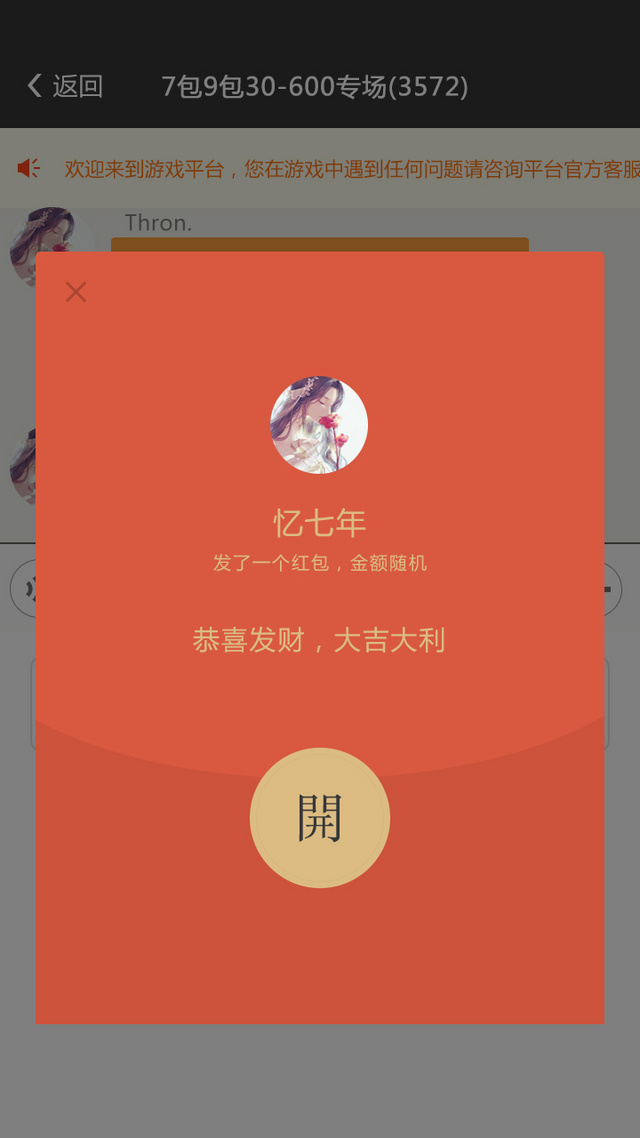 返回
7包9包30-600专场(3572)
欢迎来到游戏平台，您在游戏中遇到任何问题请咨询平台官方客服
Thron.
忆七年
发了一个红包，金额随机
恭喜发财，大吉大利
開